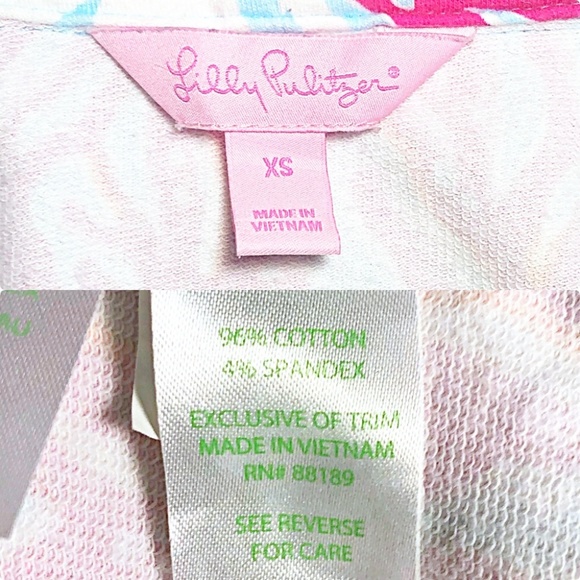 Lilly Pulitzer®
XS
MADE IN
VIETNAM
96% COTTON
4% SPANDEX
EXCLUSIVE OF TRIM
MADE IN VIETNAM
RN# 88189
SEE REVERSE
FOR CARE